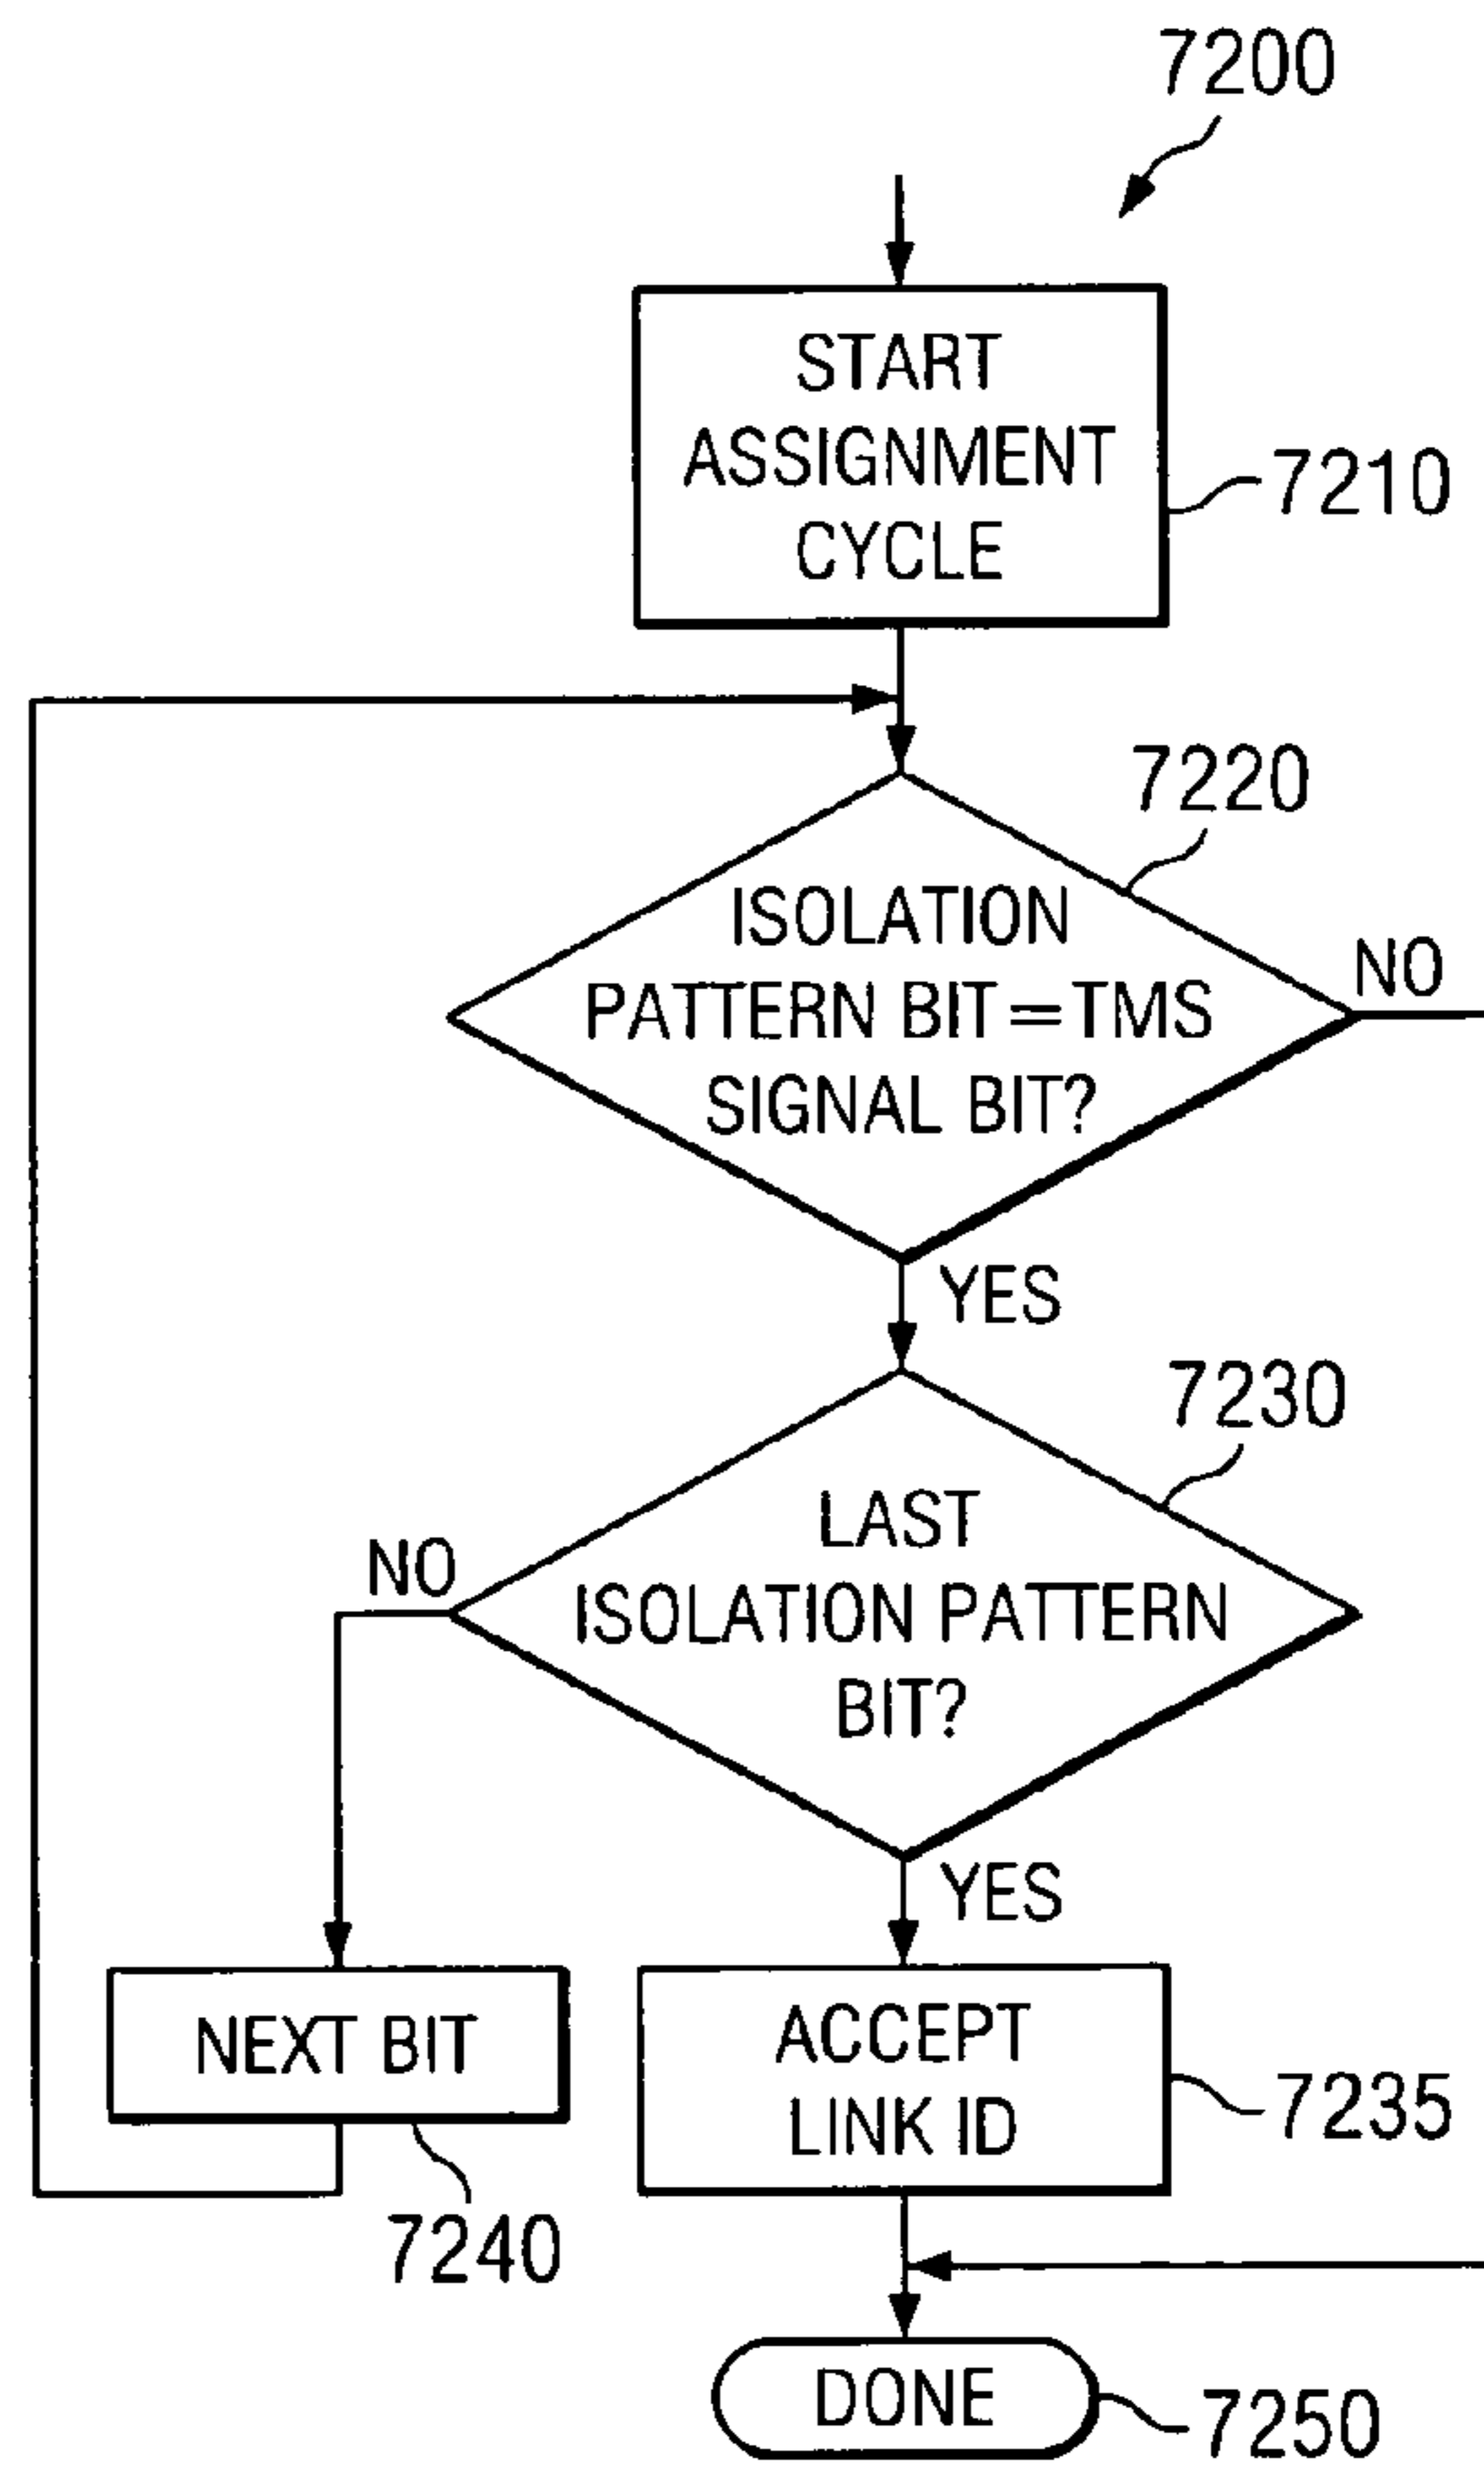 7200
START
ASSIGNMENT
CYCLE
7210
7220
ISOLATION
PATTERN BIT=TMS
SIGNAL BIT?
NO
YES
7230
LAST
ISOLATION PATTERN
BIT?
NO
YES
NEXT BIT
7240
ACCEPT
LINK ID
7235
DONE
7250